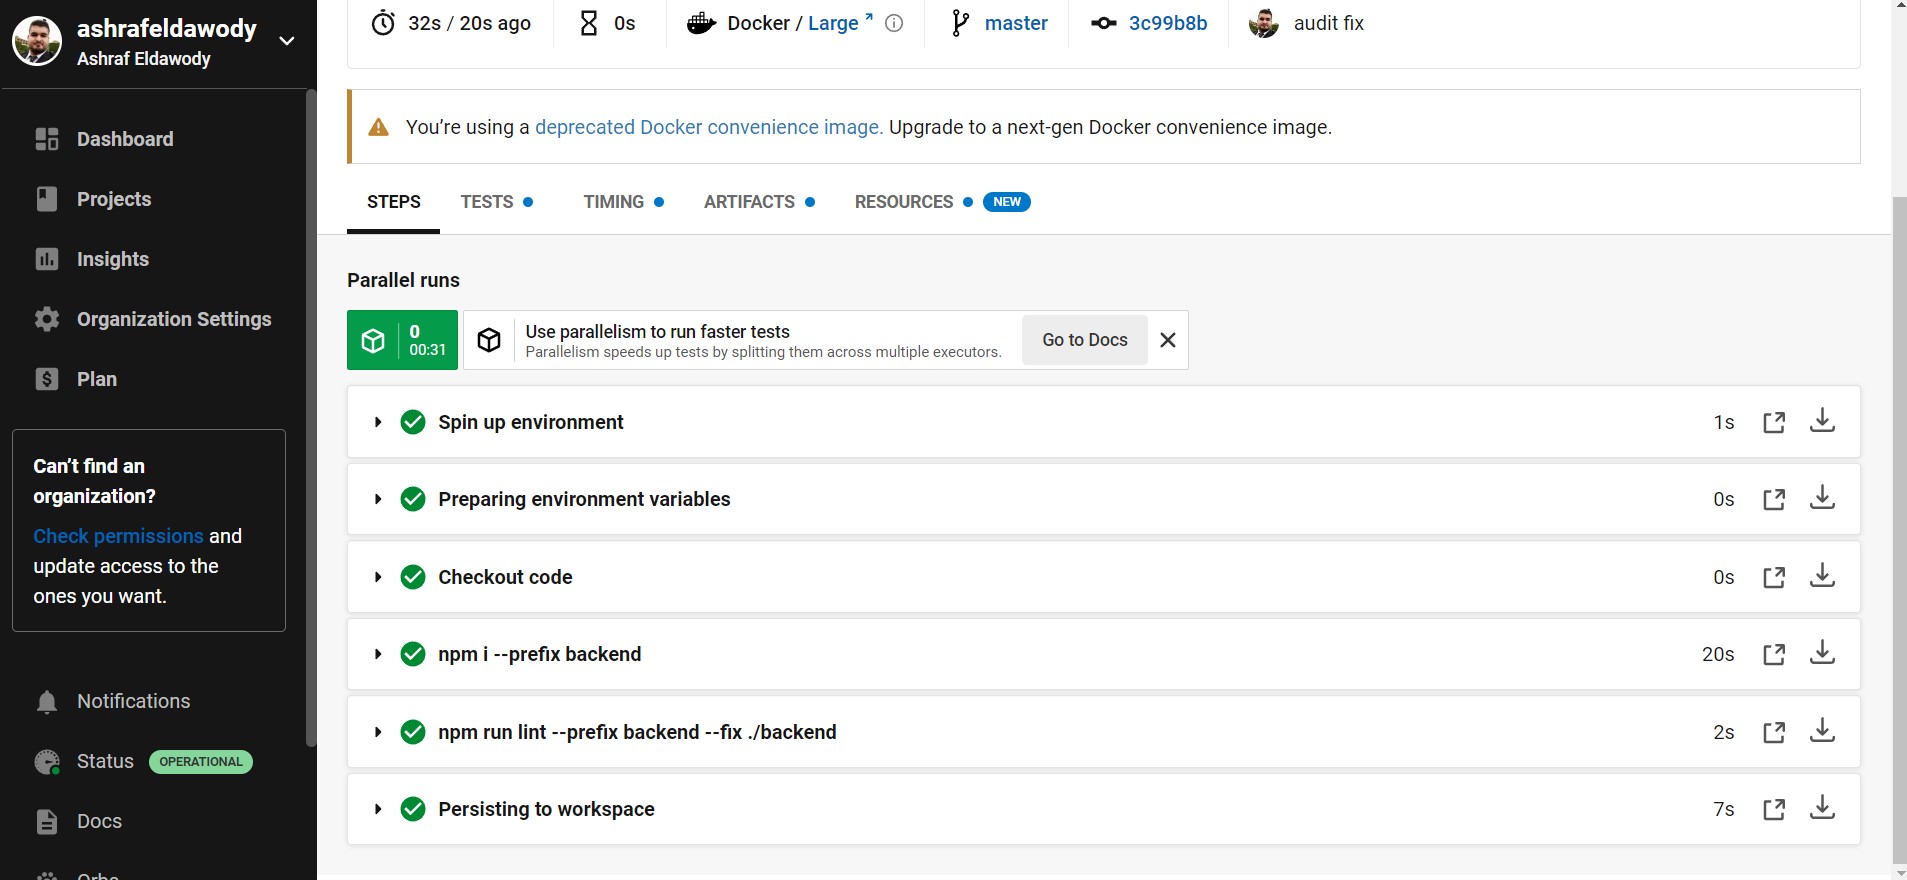 ashrafeldawody
Ashraf Eldawody
Dashboard
Projects
Insights
Organization Settings
Plan
Can’t find an
organization?
Check permissions and
update access to the
ones you want.
Notifications
Status OPERATIONAL
Docs
Orbs
32s / 20s ago
0s
Docker / Large
master
3c99b8b
audit fix
You’re using a deprecated Docker convenience image. Upgrade to a next-gen Docker convenience image.
STEPS TESTS TIMING ARTIFACTS RESOURCES NEW
Parallel runs
0
00:31
Use parallelism to run faster tests
Parallelism speeds up tests by splitting them across multiple executors.
Go to Docs
Spin up environment 1s
Preparing environment variables 0s
Checkout code 0s
npm i --prefix backend 20s
npm run lint --prefix backend --fix ./backend 2s
Persisting to workspace 7s